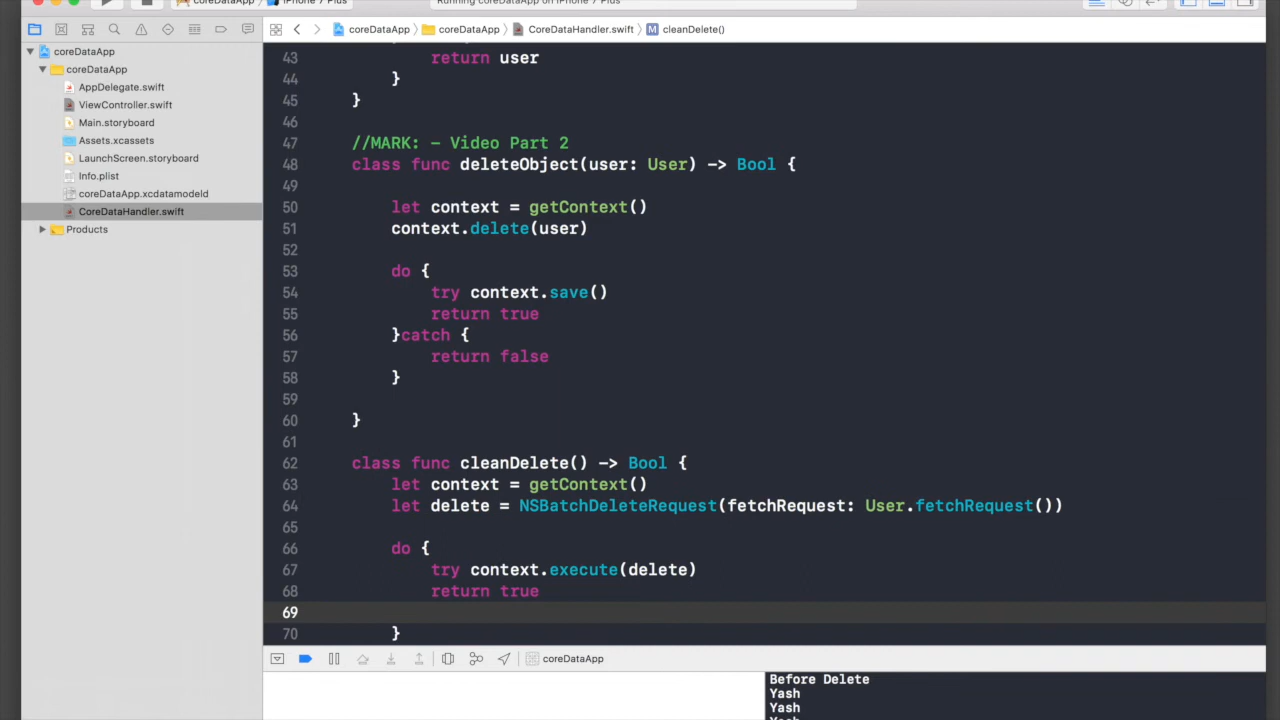 coreDataApp iPhone 7 Plus Running coreDataApp on iPhone 7 Plus
coreDataApp coreDataApp CoreDataHandler.swift M cleanDelete()
coreDataApp
coreDataApp
AppDelegate.swift
ViewController.swift
Main.storyboard
Assets.xcassets
LaunchScreen.storyboard
Info.plist
coreDataApp.xcdatamodeld
CoreDataHandler.swift
Products
43 return user
44 }
45 }
46
47 //MARK: - Video Part 2
48 class func deleteObject(user: User) -> Bool {
49
50 let context = getContext()
51 context.delete(user)
52
53 do {
54 try context.save()
55 return true
56 }catch {
57 return false
58 }
59
60 }
61
62 class func cleanDelete() -> Bool {
63 let context = getContext()
64 let delete = NSBatchDeleteRequest(fetchRequest: User.fetchRequest())
65
66 do {
67 try context.execute(delete)
68 return true
69
70 }
coreDataApp
Before Delete
Yash
Yash
Yash